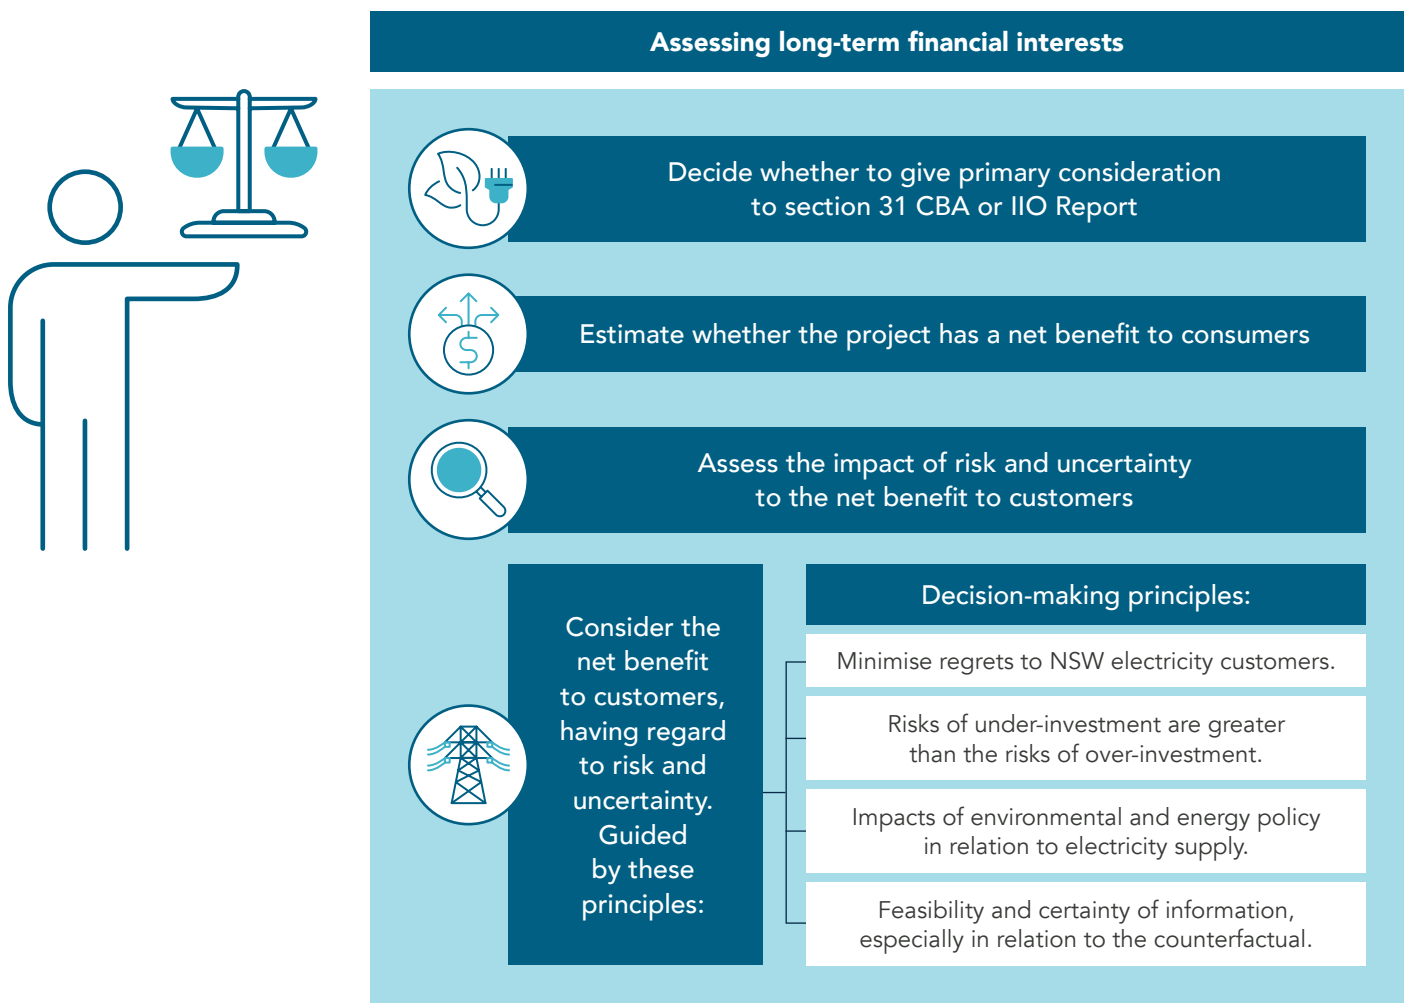 Assessing long-term financial interests
Decide whether to give primary consideration
to section 31 CBA or IIO Report
$
Estimate whether the project has a net benefit to consumers
Assess the impact of risk and uncertainty
to the net benefit to customers
Consider the
net benefit
to customers,
having regard
to risk and
uncertainty.
Guided
by these
principles:
Decision-making principles:
Minimise regrets to NSW electricity customers.
Risks of under-investment are greater
than the risks of over-investment.
Impacts of environmental and energy policy
in relation to electricity supply.
Feasibility and certainty of information,
especially in relation to the counterfactual.